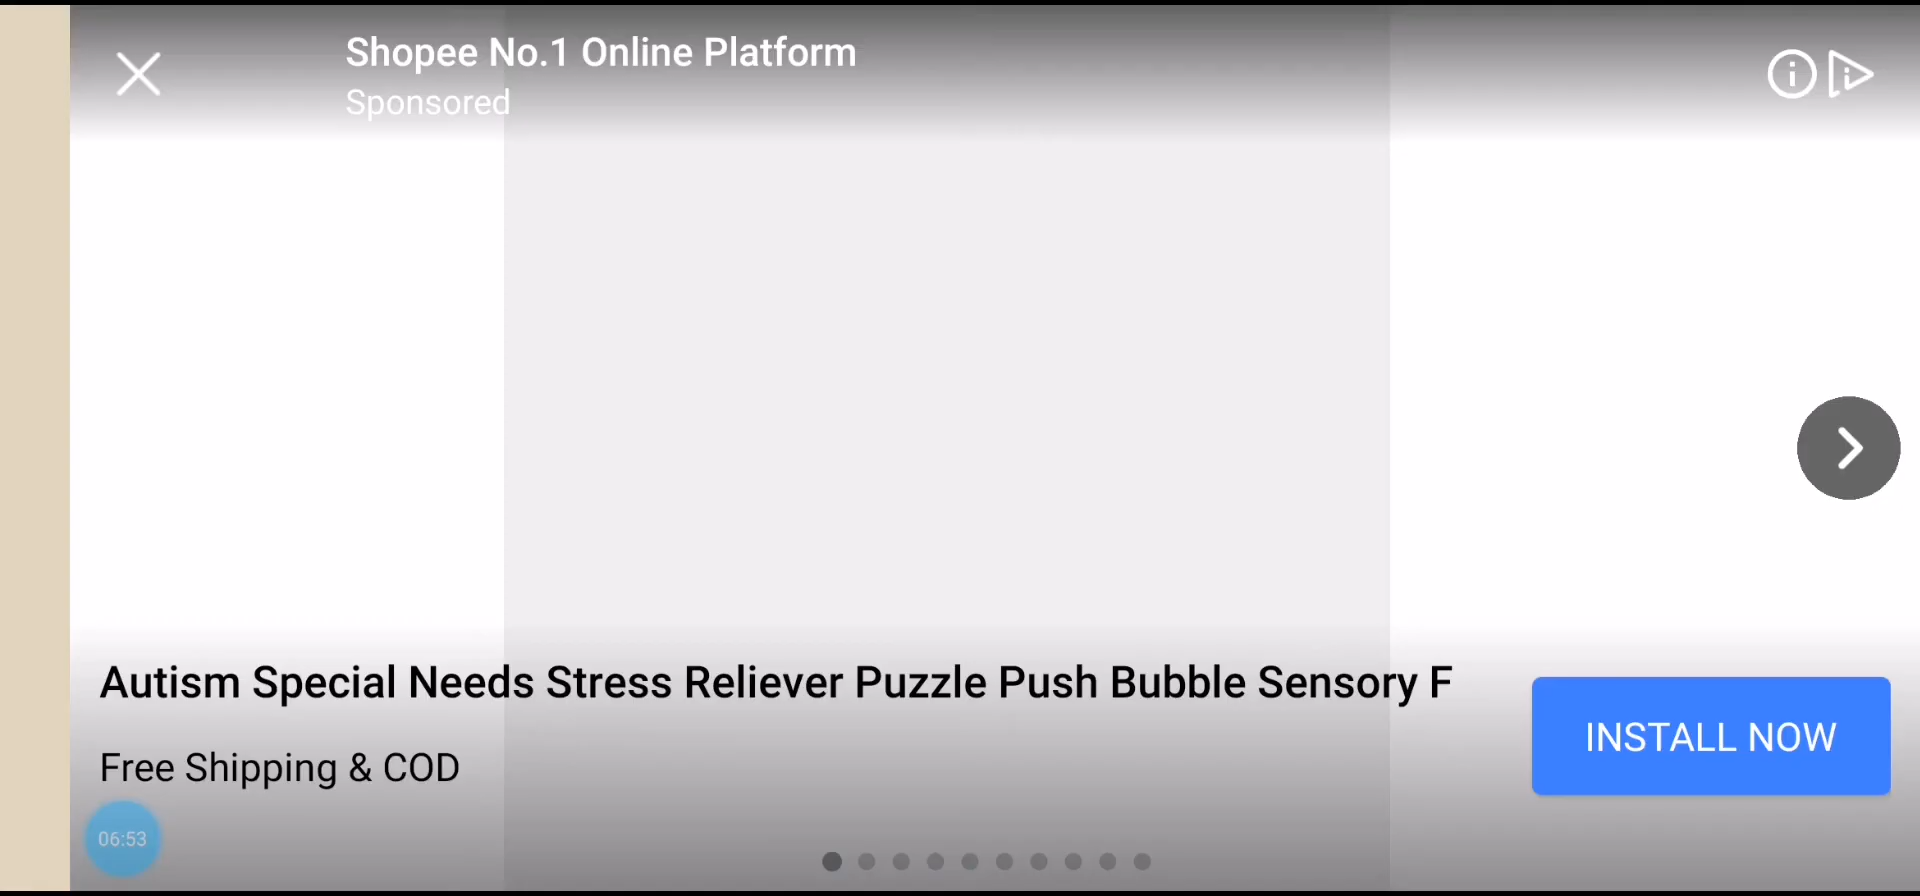 Shopee No.1 Online Platform
Sponsored
Autism Special Needs Stress Reliever Puzzle Push Bubble Sensory F
INSTALL NOW
Free Shipping & COD
06:53